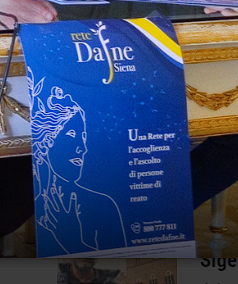 rete
Dafne
Siena
Una Rete per
l'accoglienza
e l'ascolto
di persone
vittime di
reato
800 777 811
www.retedafne.it
Sige